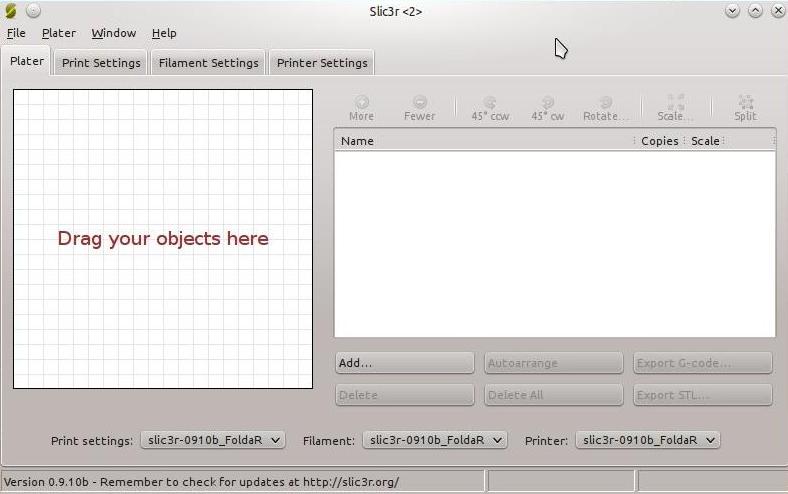 Slic3r <2>
File Plater Window Help
Plater Print Settings Filament Settings Printer Settings
More Fewer 45° ccw 45° cw Rotate... Scale... Split
Name Copies Scale
Drag your objects here
Add... Autoarrange Export G-code...
Delete Delete All Export STL...
Print settings: slic3r-0910b_FoldaR Filament: slic3r-0910b_FoldaR Printer: slic3r-0910b_FoldaR
Version 0.9.10b - Remember to check for updates at http://slic3r.org/